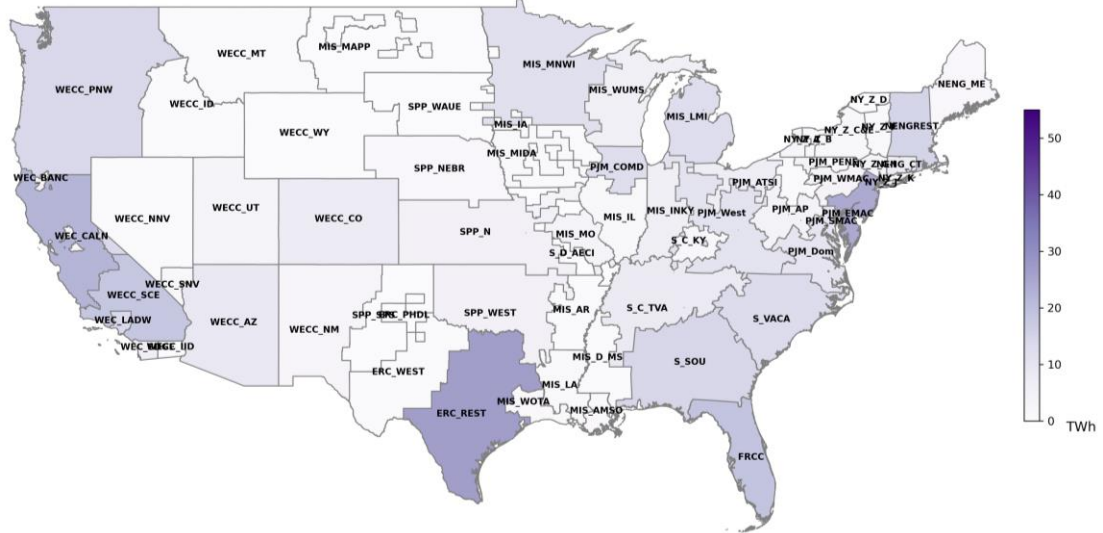 WECC_PNW
WECC_MT
MIS_MAPP
MIS_MNWI
MIS_WUMS
MIS_LMI
NENG_ME
NY_Z_D
NENGREST
WECC_ID
WECC_WY
SPP_WAUE
MIS_IA
MIS_MIDA
SPP_NEBR
PJM_COMD
PJM_ATSI
PJM_PENE
PJM_WMAC
NY_Z_K
PJM_EMAC
PJM_SMAC
WEC_BANC
WECC_NNV
WECC_UT
WECC_CO
SPP_N
MIS_IL
MIS_INKY
PJM_West
PJM_AP
MIS_MO
S_D_AECI
S_C_KY
PJM_Dom
WEC_CALN
WECC_SNV
WECC_SCE
WEC_LADW
WECC_AZ
WECC_NM
SPP_WEST
MIS_AR
S_C_TVA
S_VACA
ERC_PHDL
WECC_IID
ERC_WEST
MIS_D_MS
S_SOU
MIS_LA
MIS_WOTA
MIS_AMSO
ERC_REST
FRCC
50
40
30
20
10
0
TWh